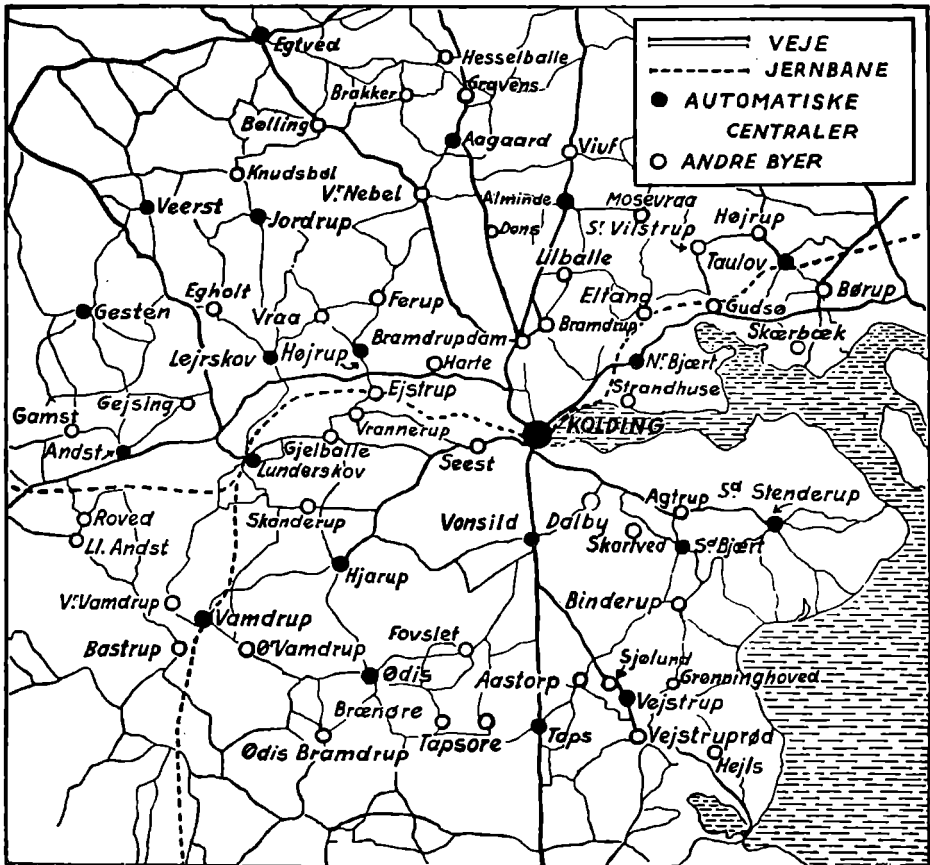 VEJE
JERNBANE
AUTOMATISKE
CENTRALER
ANDRE BYER
Egtved
Hesselballe
Brakker
Gravens
Bølling
Aagaard
Viuf
Knudsbøl
Vr. Nebel
Alminde
Mosevraa
Højrup
Veerst
Jordrup
Dons
Sr. Vilstrup
Taulov
Lilballe
Egholt
Ferup
Eltang
Gudsø
Børup
Gesten
Vraa
Bramdrup
Skærbæk
Bramdrupdam
Lejrskov
Højrup
Harte
Nr. Bjært
Ejstrup
Strandhuse
Gamst
Gejsing
Vrannerup
KOLDING
Andst
Gjelballe
Seest
Lunderskov
Roved
Skanderup
Vonsild
Dalby
Agtrup
Sd. Stenderup
Ll. Andst
Skartved
Sd. Bjært
Hjarup
Vr. Vamdrup
Binderup
Vamdrup
Bastrup
Ør. Vamdrup
Fovslet
Sjølund
Ødis
Aastorp
Grønninghoved
Vejstrup
Brænøre
Tapsøre
Taps
Vejstruprød
Ødis Bramdrup
Hejls